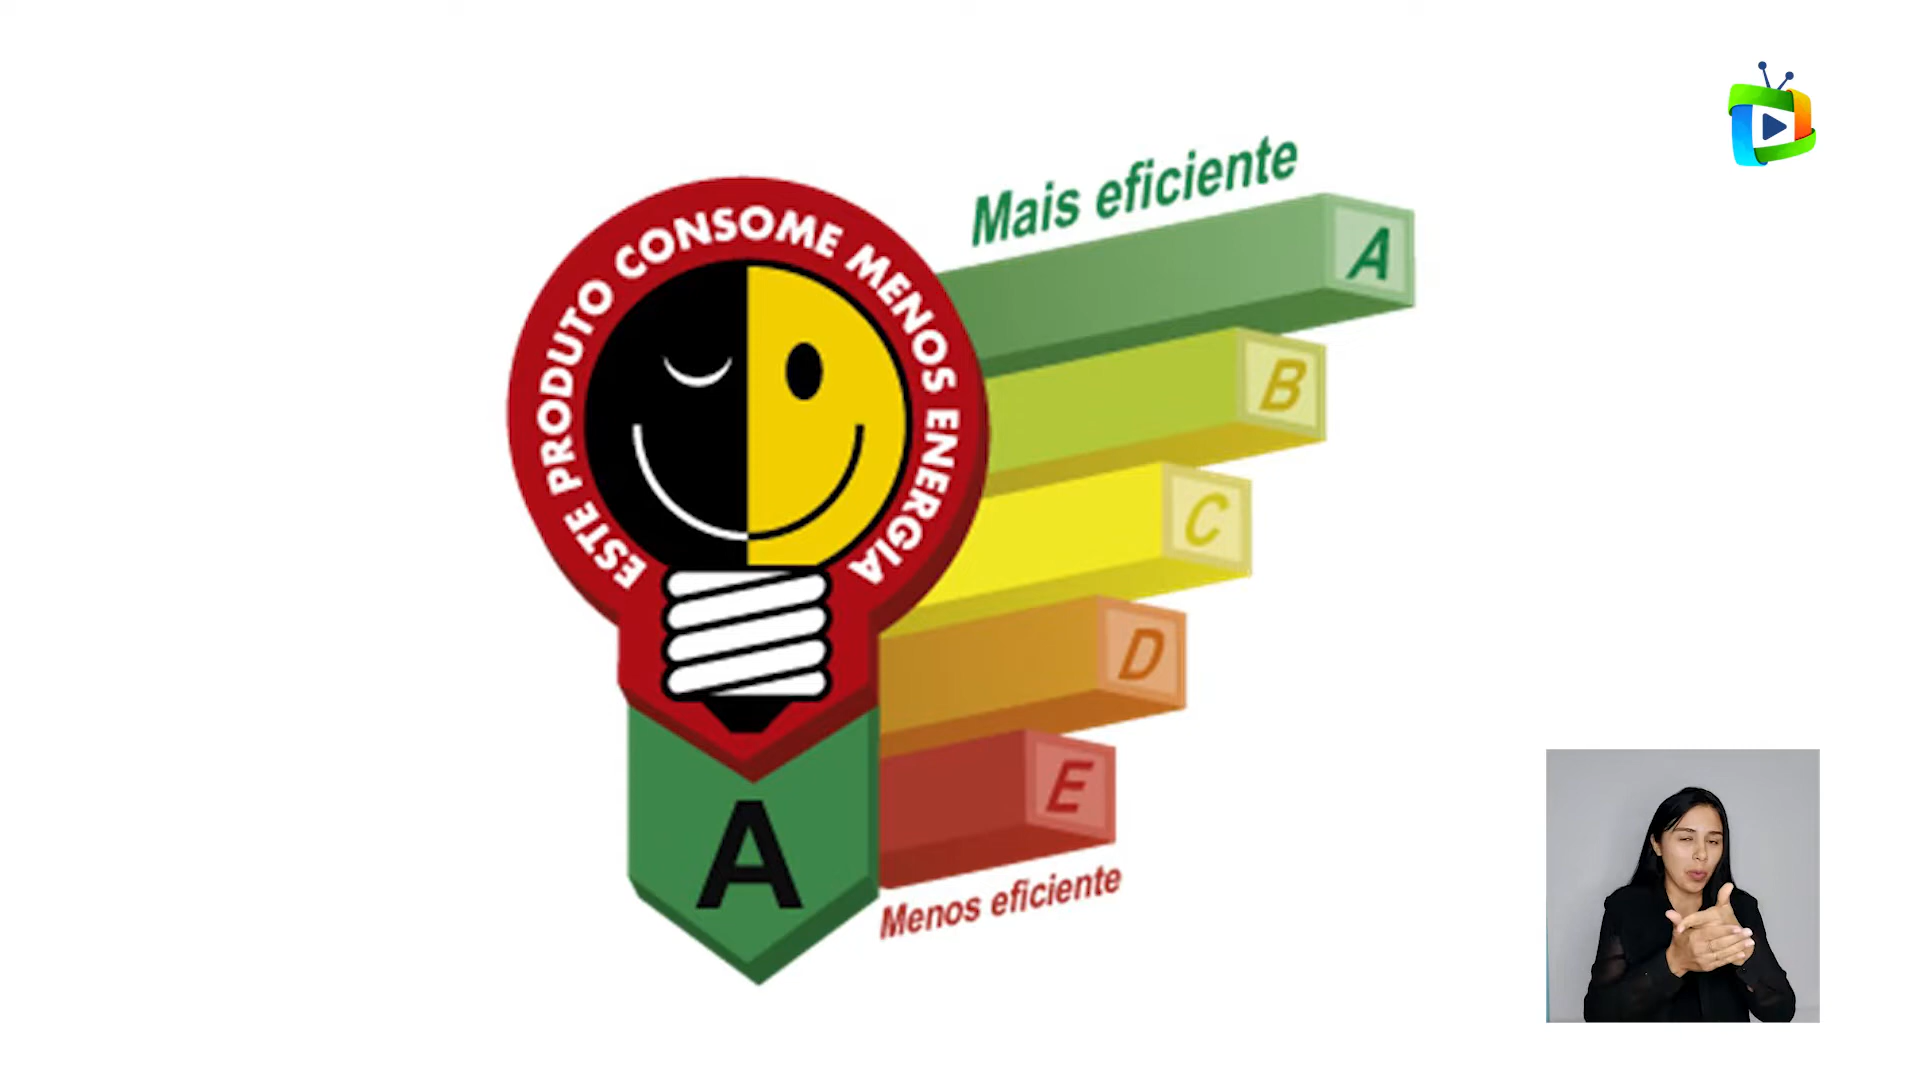 ESTE PRODUTO CONSOME MENOS ENERGIA
A
Mais eficiente
A
B
C
D
E
Menos eficiente